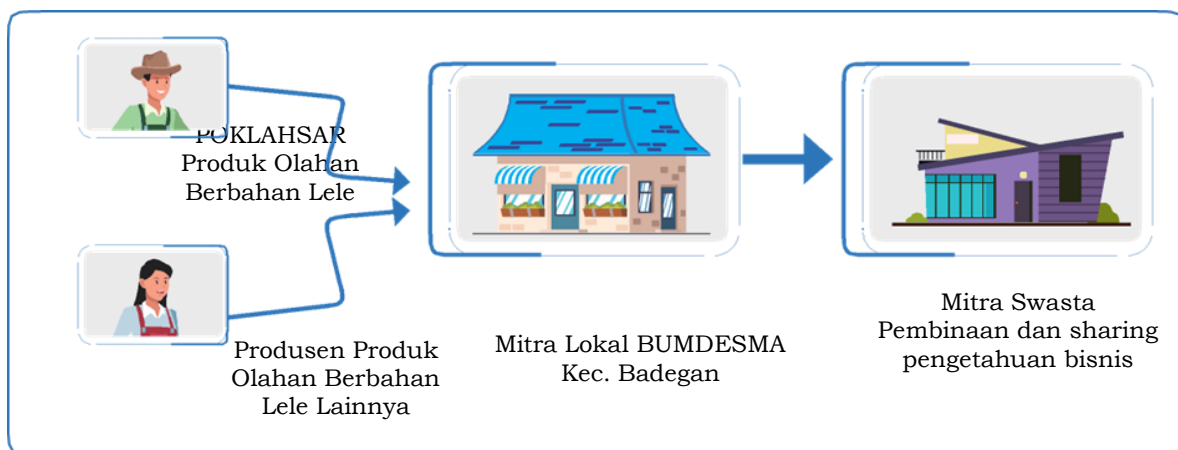 POKLAHSAR
Produk Olahan
Berbahan Lele
Produsen Produk
Olahan Berbahan
Lele Lainnya
Mitra Lokal BUMDESMA
Kec. Badegan
Mitra Swasta
Pembinaan dan sharing
pengetahuan bisnis